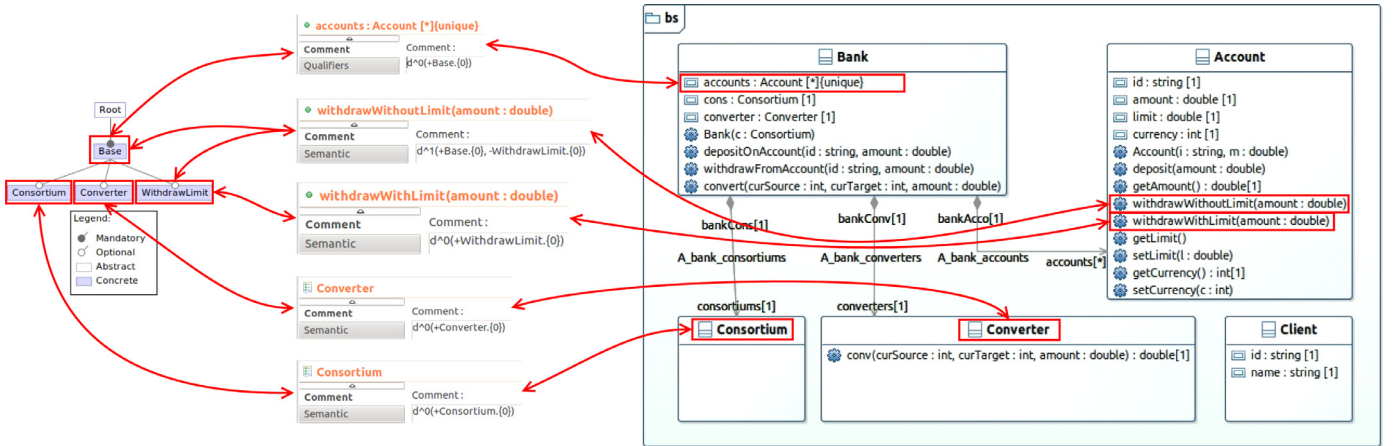 Root
Base
Consortium
Converter
WithdrawLimit
Legend:
Mandatory
Optional
Abstract
Concrete
accounts : Account [*]{unique}
Comment
Qualifiers
Comment :
d^0(+Base.{0})
withdrawWithoutLimit(amount : double)
Comment
Semantic
Comment :
d^1(+Base.{0}, -WithdrawLimit.{0})
withdrawWithLimit(amount : double)
Comment
Semantic
Comment :
d^0(+WithdrawLimit.{0})
Converter
Comment
Semantic
Comment :
d^0(+Converter.{0})
Consortium
Comment
Semantic
Comment :
d^0(+Consortium.{0})
bs
Bank
accounts : Account [*]{unique}
cons : Consortium [1]
converter : Converter [1]
Bank(c : Consortium)
depositOnAccount(id : string, amount : double)
withdrawFromAccount(id : string, amount : double)
convert(curSource : int, curTarget : int, amount : double)
Account
id : string [1]
amount : double [1]
limit : double [1]
currency : int [1]
Account(i : string, m : double)
deposit(amount : double)
getAmount() : double[1]
withdrawWithoutLimit(amount : double)
withdrawWithLimit(amount : double)
getLimit()
setLimit(l : double)
getCurrency() : int[1]
setCurrency(c : int)
bankCons[1]
bankConv[1]
bankAcco[1]
A_bank_consortiums
A_bank_converters
A_bank_accounts
accounts[*]
consortiums[1]
converters[1]
Consortium
Converter
conv(curSource : int, curTarget : int, amount : double) : double[1]
Client
id : string [1]
name : string [1]